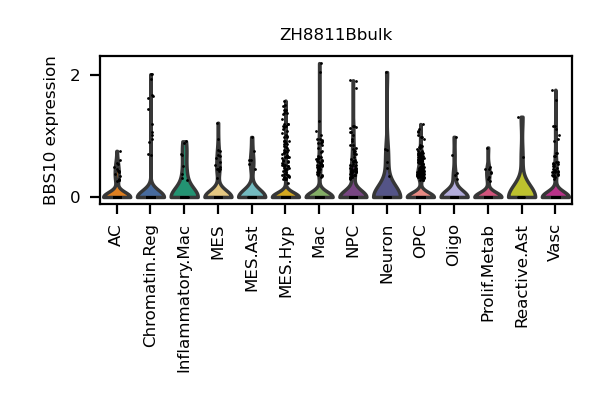 ZH8811Bbulk
BBS10 expression
2
0
AC
Chromatin.Reg
Inflammatory.Mac
MES
MES.Ast
MES.Hyp
Mac
NPC
Neuron
OPC
Oligo
Prolif.Metab
Reactive.Ast
Vasc